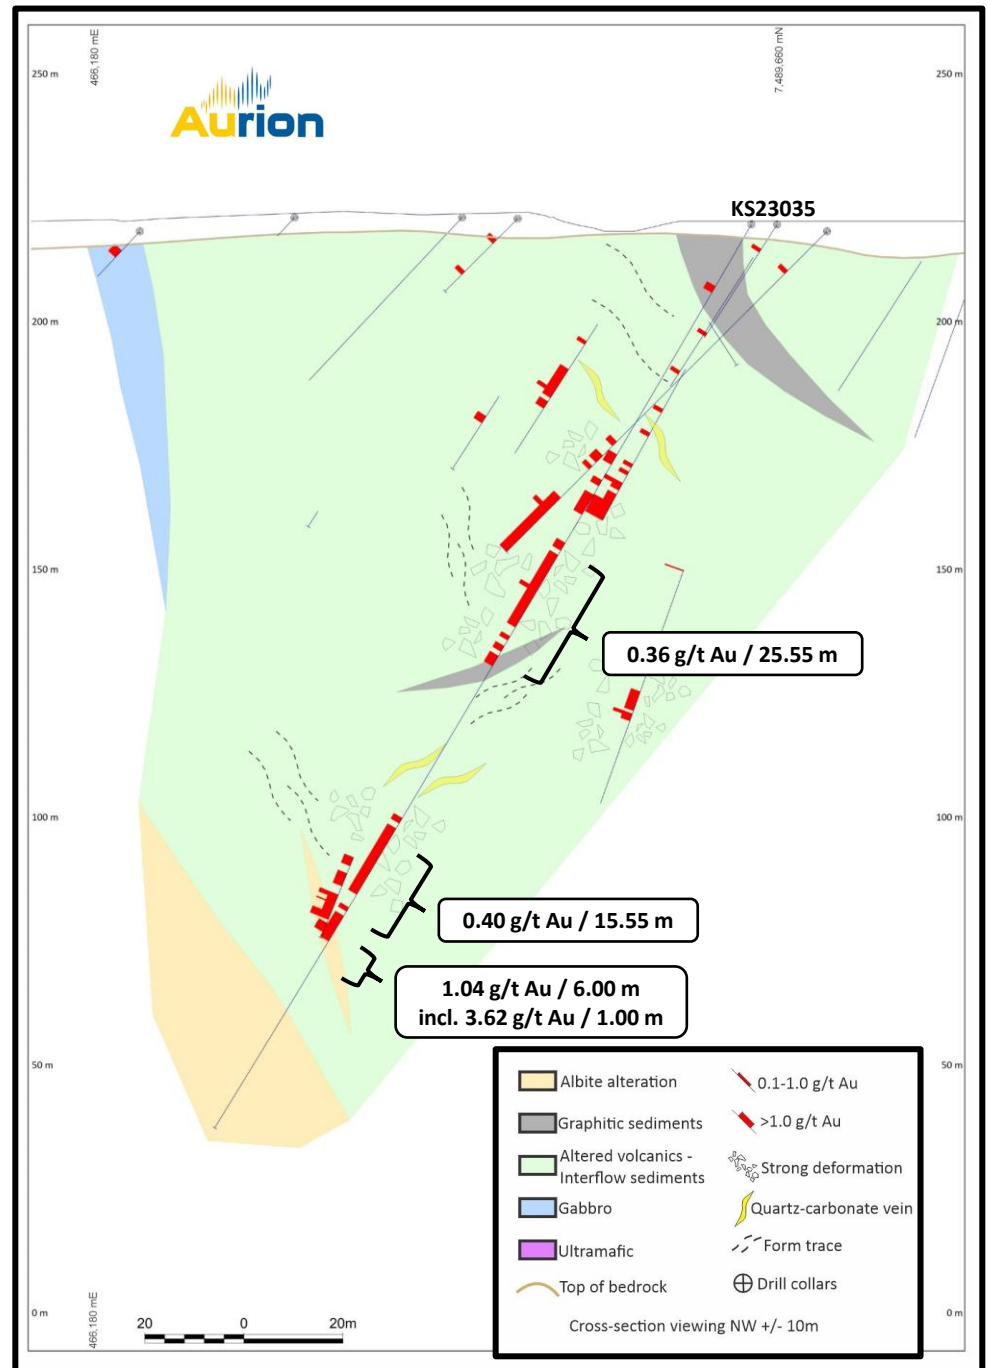 466,180 mE
7,489,660 mN
250 m
250 m
Aurion
KS23035
200 m
200 m
150 m
150 m
0.36 g/t Au / 25.55 m
100 m
100 m
0.40 g/t Au / 15.55 m
1.04 g/t Au / 6.00 m
incl. 3.62 g/t Au / 1.00 m
50 m
50 m
Albite alteration
0.1-1.0 g/t Au
Graphitic sediments
>1.0 g/t Au
Altered volcanics -
Interflow sediments
Strong deformation
Gabbro
Quartz-carbonate vein
Ultramafic
Form trace
Top of bedrock
Drill collars
Cross-section viewing NW +/- 10m
0 m
0 m
466,180 mE
20 0 20m